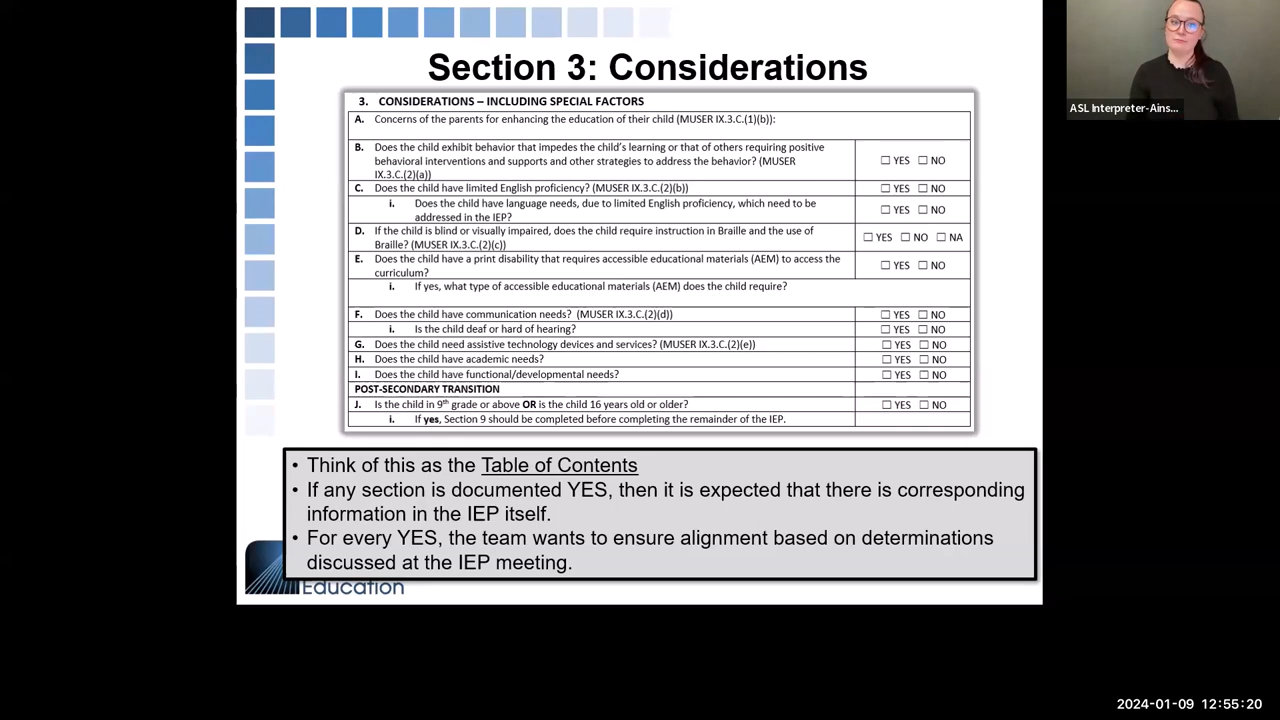 Section 3: Considerations
3. CONSIDERATIONS – INCLUDING SPECIAL FACTORS
A. Concerns of the parents for enhancing the education of their child (MUSER IX.3.C.(1)(b)):
B. Does the child exhibit behavior that impedes the child's learning or that of others requiring positive
behavioral interventions and supports and other strategies to address the behavior? (MUSER
IX.3.C.(2)(a))
☐ YES ☐ NO
C. Does the child have limited English proficiency? (MUSER IX.3.C.(2)(b))
☐ YES ☐ NO
i. Does the child have language needs, due to limited English proficiency, which need to be
addressed in the IEP?
☐ YES ☐ NO
D. If the child is blind or visually impaired, does the child require instruction in Braille and the use of
Braille? (MUSER IX.3.C.(2)(c))
☐ YES ☐ NO ☐ NA
E. Does the child have a print disability that requires accessible educational materials (AEM) to access the
curriculum?
☐ YES ☐ NO
i. If yes, what type of accessible educational materials (AEM) does the child require?
F. Does the child have communication needs? (MUSER IX.3.C.(2)(d))
☐ YES ☐ NO
i. Is the child deaf or hard of hearing?
☐ YES ☐ NO
G. Does the child need assistive technology devices and services? (MUSER IX.3.C.(2)(e))
☐ YES ☐ NO
H. Does the child have academic needs?
☐ YES ☐ NO
I. Does the child have functional/developmental needs?
☐ YES ☐ NO
POST-SECONDARY TRANSITION
J. Is the child in 9th grade or above OR is the child 16 years old or older?
☐ YES ☐ NO
i. If yes, Section 9 should be completed before completing the remainder of the IEP.
• Think of this as the Table of Contents
• If any section is documented YES, then it is expected that there is corresponding
information in the IEP itself.
• For every YES, the team wants to ensure alignment based on determinations
discussed at the IEP meeting.
Education
ASL Interpreter-Ains...
2024-01-09 12:55:20